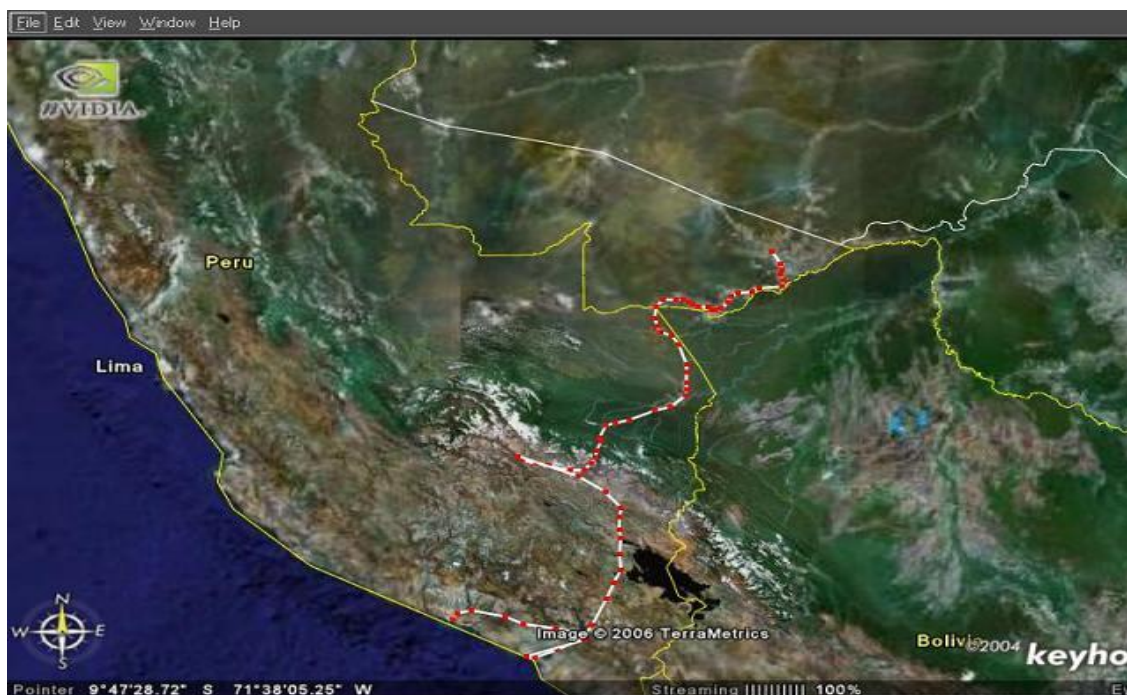 File Edit View Window Help
NVIDIA
Peru
Lima
N
W E
S
Image © 2006 TerraMetrics
Bolivia
©2004 keyho
Pointer 9°47'28.72" S 71°38'05.25" W Streaming |||||||||| 100%